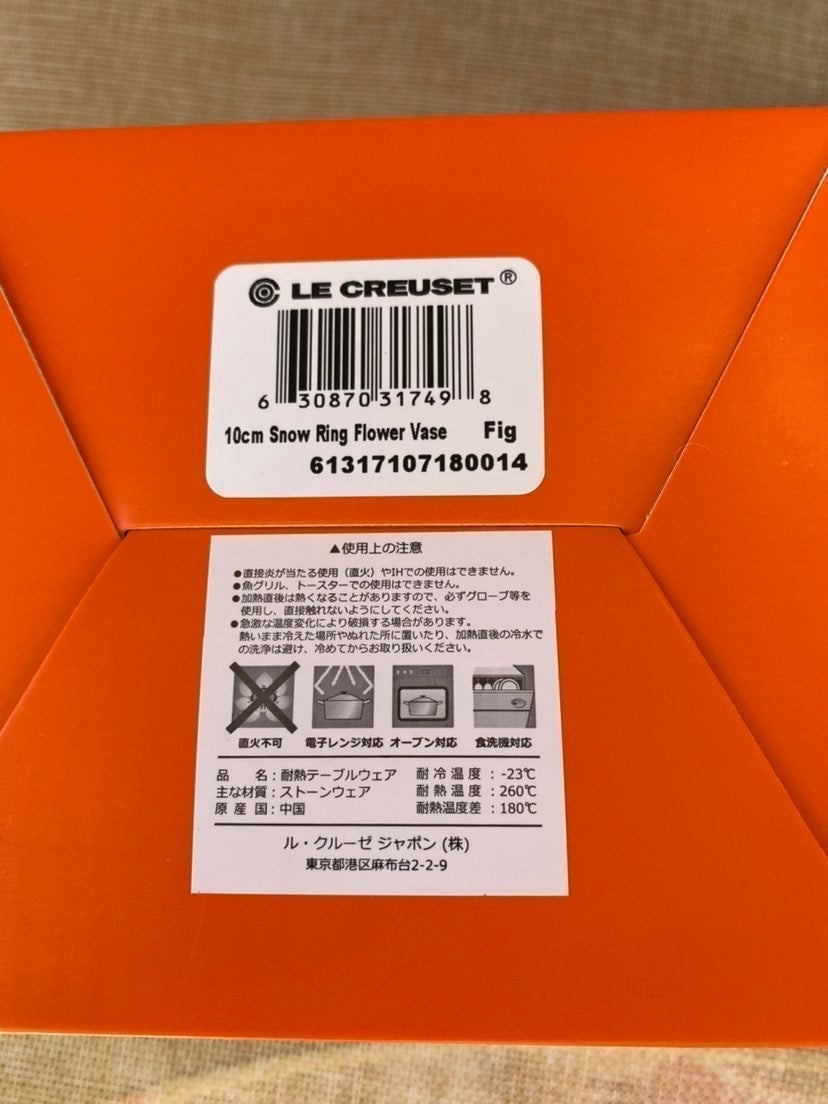 LE CREUSET®
6 30870 31749 8
10cm Snow Ring Flower Vase Fig
61317107180014
▲使用上の注意
●直接炎が当たる使用（直火）やIHでの使用はできません。
●魚グリル、トースターでの使用はできません。
●加熱直後は熱くなることがありますので、必ずグローブ等を
使用し、直接触れないようにしてください。
●急激な温度変化により破損する場合があります。
熱いまま冷えた場所やぬれた所に置いたり、加熱直後の冷水で
の洗浄は避け、冷めてからお取り扱いください。
直火不可 電子レンジ対応 オーブン対応 食洗機対応
品 名：耐熱テーブルウェア 耐冷温度：-23℃
主な材質：ストーンウェア 耐熱温度：260℃
原産国：中国 耐熱温度差：180℃
ル・クルーゼ ジャポン (株)
東京都港区麻布台2-2-9